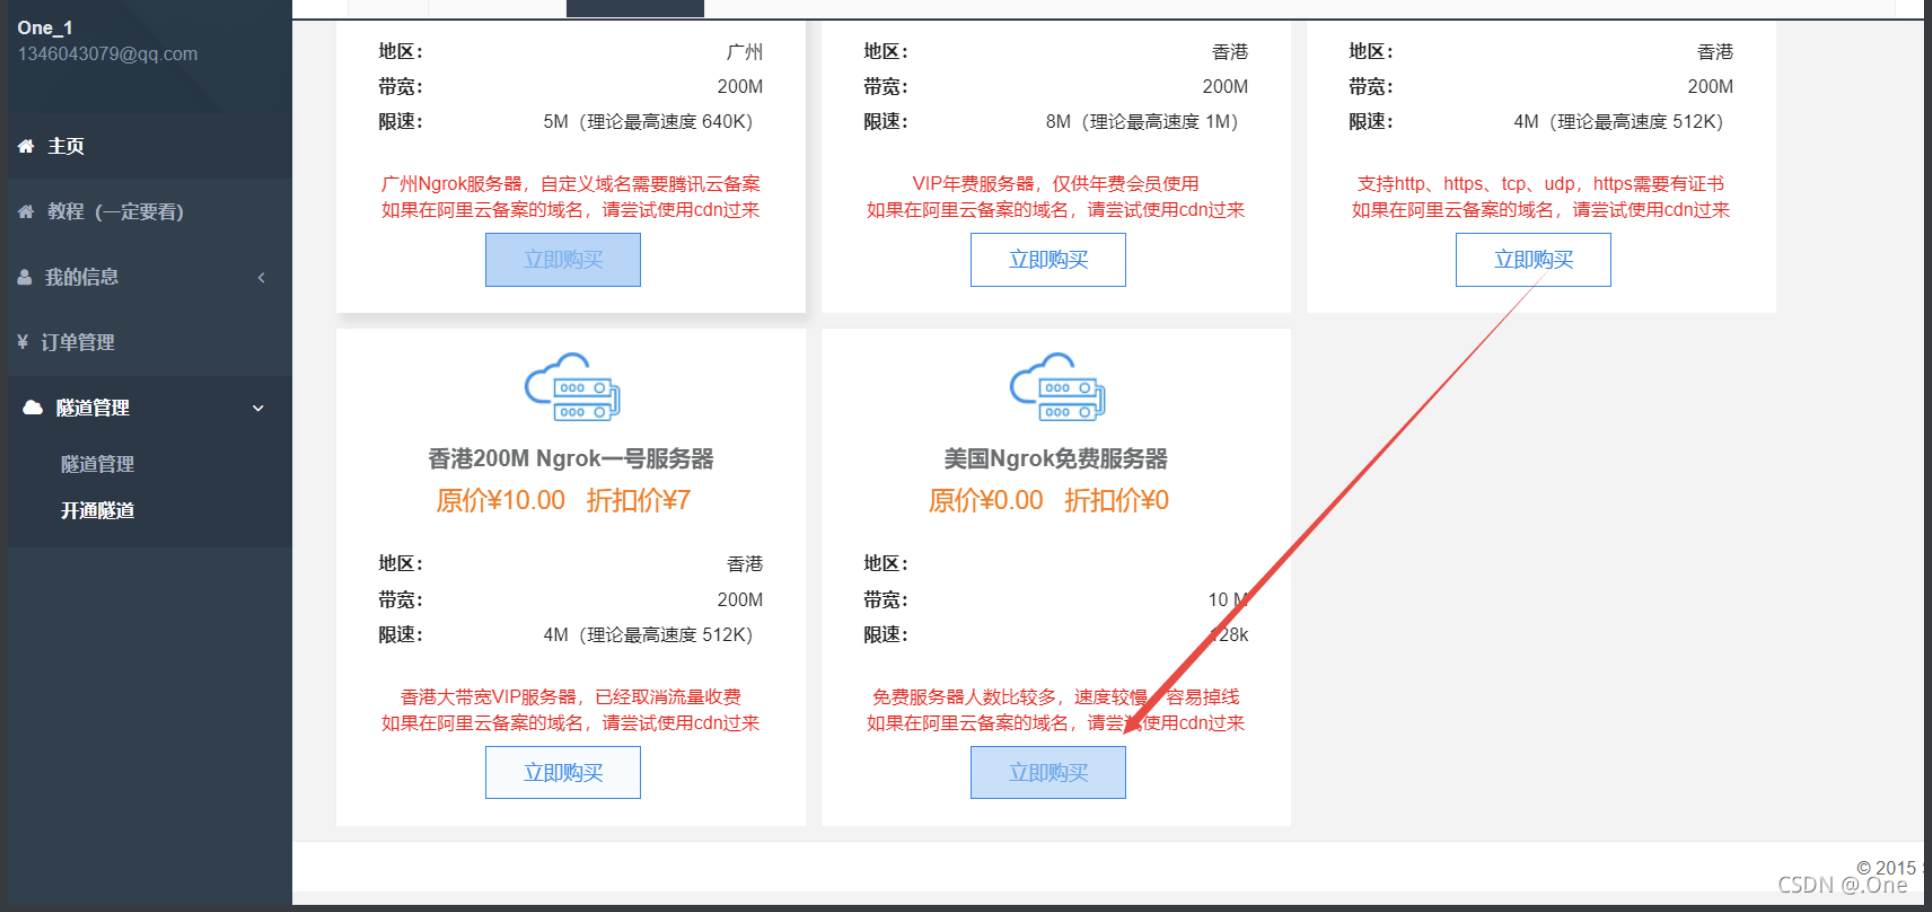 One_1
1346043079@qq.com
主页
教程（一定要看）
我的信息
¥ 订单管理
隧道管理
隧道管理
开通隧道
地区： 广州
带宽： 200M
限速： 5M（理论最高速度 640K）
广州Ngrok服务器，自定义域名需要腾讯云备案
如果在阿里云备案的域名，请尝试使用cdn过来
立即购买
地区： 香港
带宽： 200M
限速： 8M（理论最高速度 1M）
VIP年费服务器，仅供年费会员使用
如果在阿里云备案的域名，请尝试使用cdn过来
立即购买
地区： 香港
带宽： 200M
限速： 4M（理论最高速度 512K）
支持http、https、tcp、udp，https需要有证书
如果在阿里云备案的域名，请尝试使用cdn过来
立即购买
香港200M Ngrok一号服务器
原价¥10.00 折扣价¥7
地区： 香港
带宽： 200M
限速： 4M（理论最高速度 512K）
香港大带宽VIP服务器，已经取消流量收费
如果在阿里云备案的域名，请尝试使用cdn过来
立即购买
美国Ngrok免费服务器
原价¥0.00 折扣价¥0
地区：
带宽： 10 M
限速： 128k
免费服务器人数比较多，速度较慢，容易掉线
如果在阿里云备案的域名，请尝试使用cdn过来
立即购买
© 2015
CSDN @.One